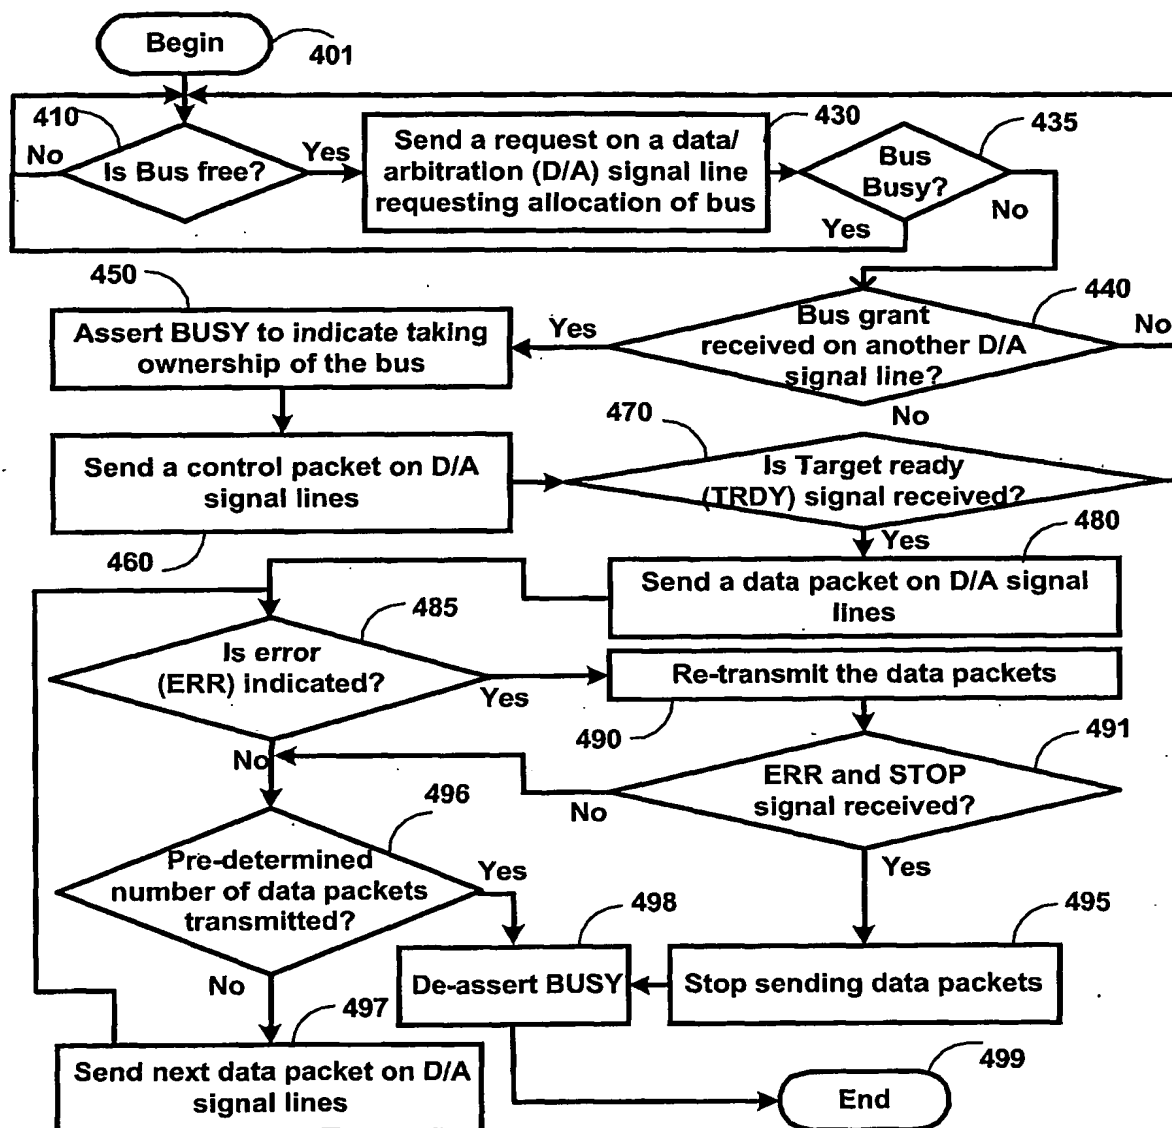 Begin
401
410
No
Is Bus free?
Yes
Send a request on a data/
arbitration (D/A) signal line
requesting allocation of bus
430
Bus
Busy?
435
Yes
No
450
Assert BUSY to indicate taking
ownership of the bus
Yes
Bus grant
received on another D/A
signal line?
440
No
Send a control packet on D/A
signal lines
460
470
No
Is Target ready
(TRDY) signal received?
Yes
480
Send a data packet on D/A signal
lines
485
Is error
(ERR) indicated?
Yes
No
Re-transmit the data packets
490
491
ERR and STOP
signal received?
No
Yes
496
Pre-determined
number of data packets
transmitted?
Yes
No
498
De-assert BUSY
495
Stop sending data packets
497
Send next data packet on D/A
signal lines
499
End